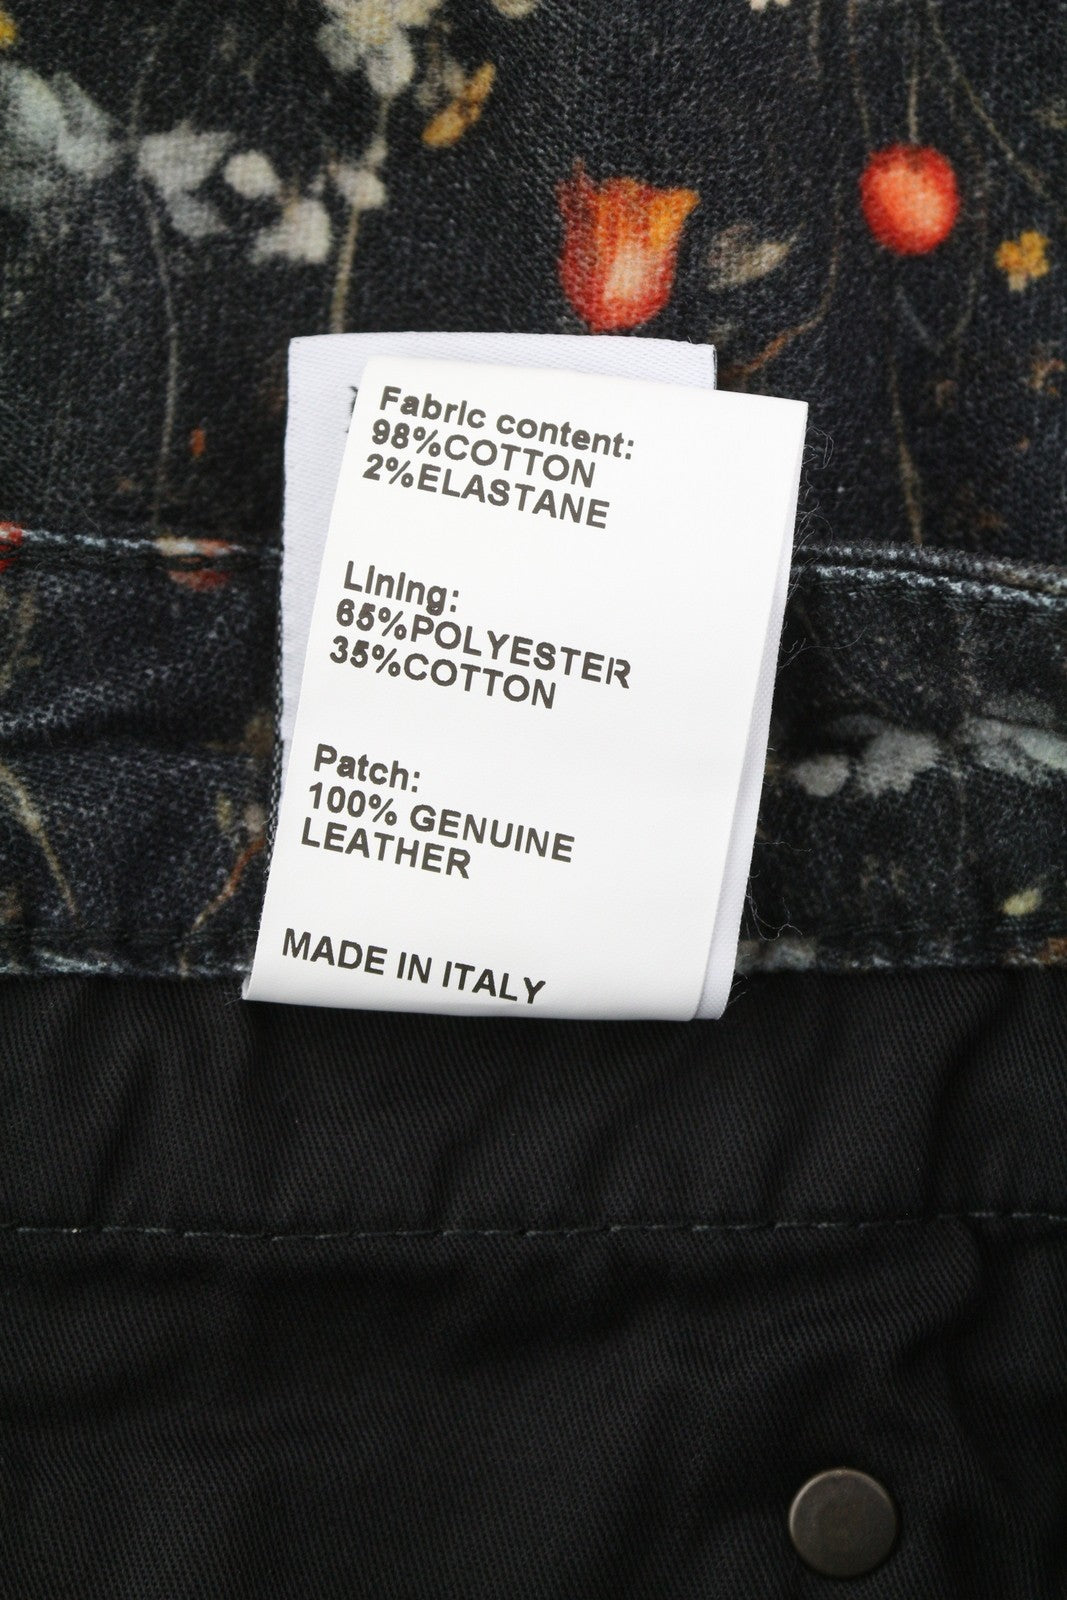 Fabric content:
98%COTTON
2%ELASTANE
Lining:
65%POLYESTER
35%COTTON
Patch:
100% GENUINE
LEATHER
MADE IN ITALY